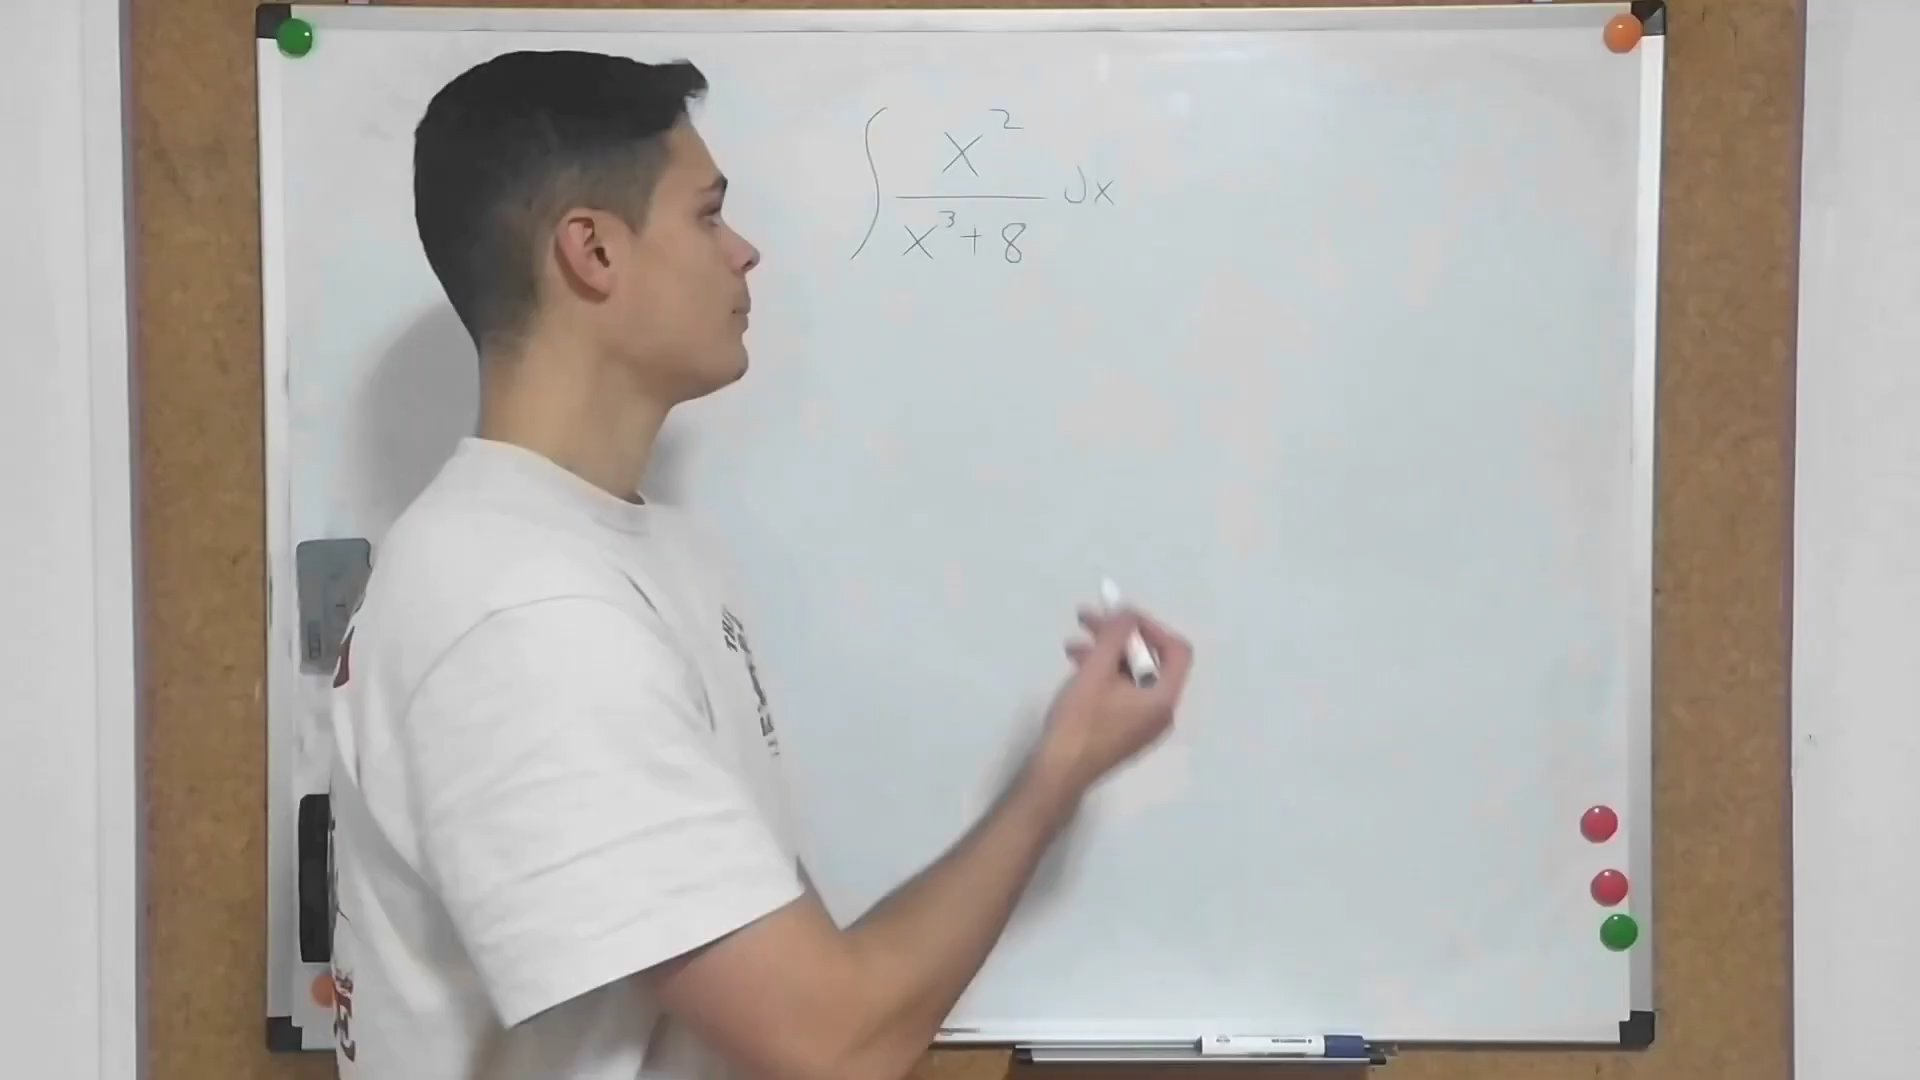 ∫ x² / (x³ + 8) dx